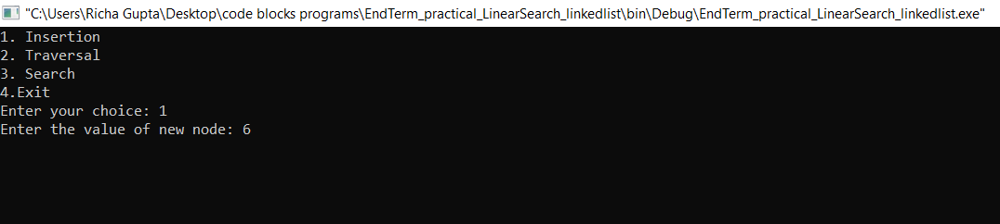 "C:\Users\Richa Gupta\Desktop\code blocks programs\EndTerm_practical_LinearSearch_linkedlist\bin\Debug\EndTerm_practical_LinearSearch_linkedlist.exe"
1. Insertion
2. Traversal
3. Search
4.Exit
Enter your choice: 1
Enter the value of new node: 6